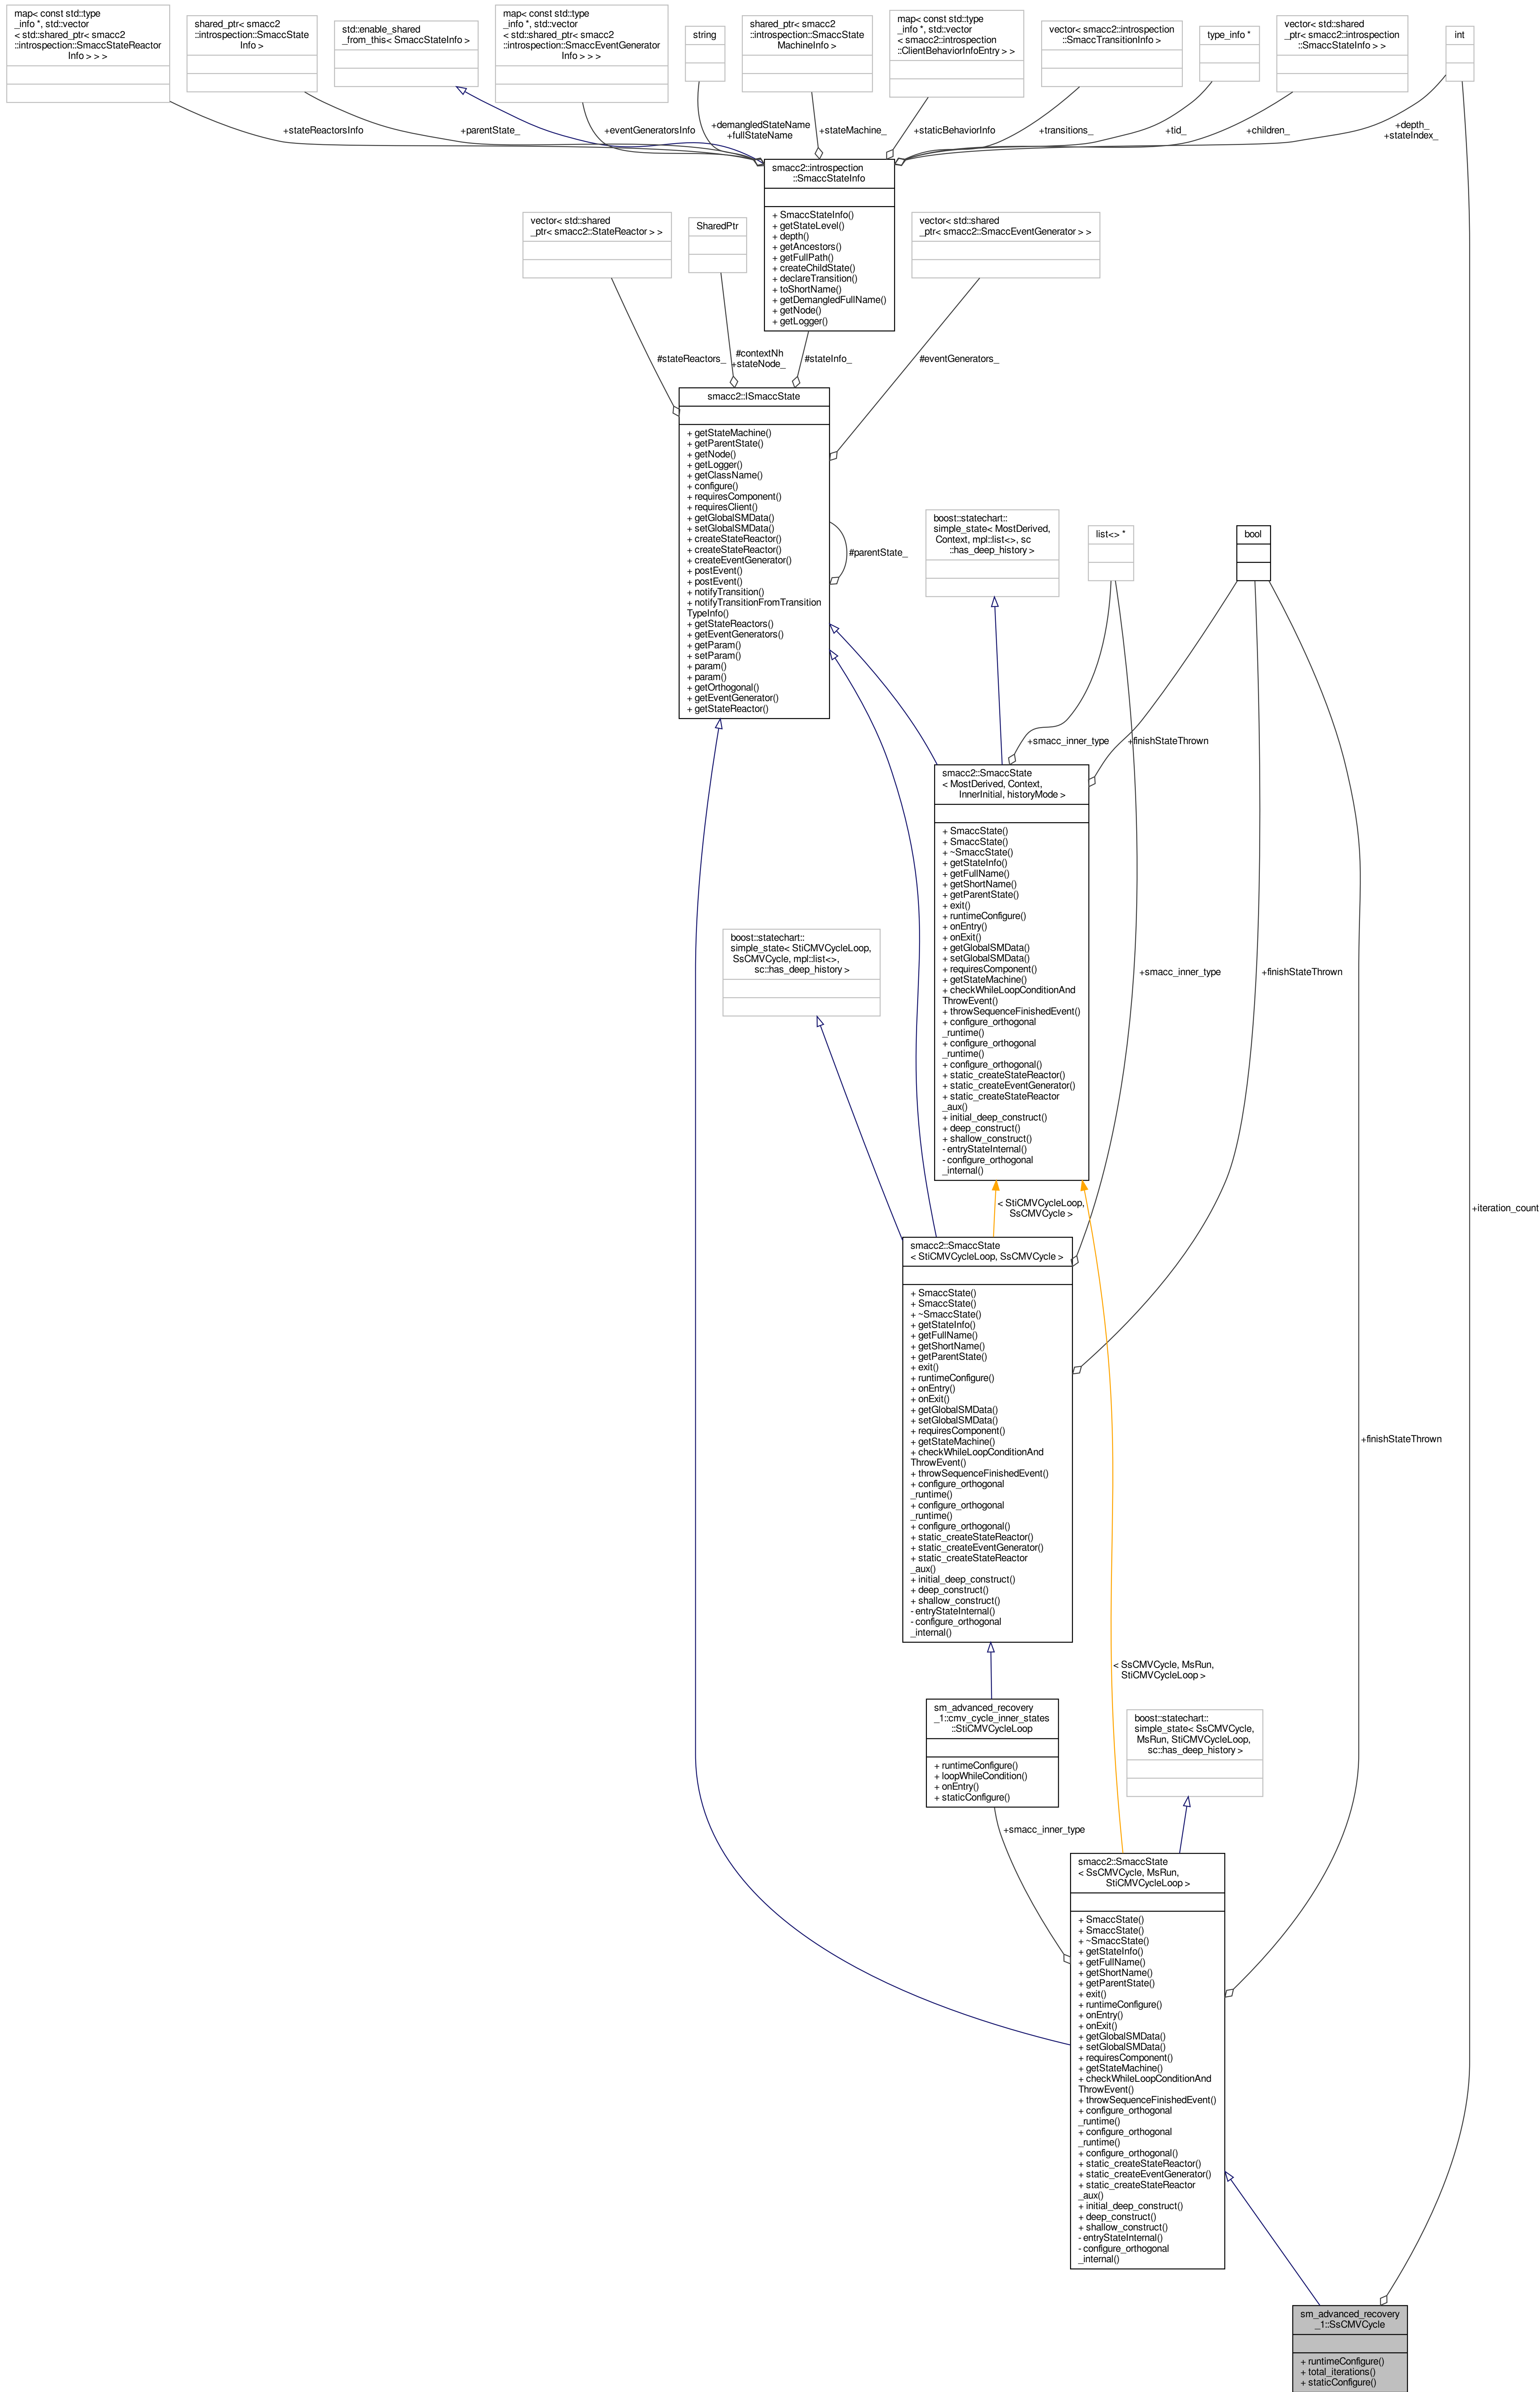 map< const std::type
_info *, std::vector
< std::shared_ptr< smacc2
::introspection::SmaccStateReactor
Info > > >
shared_ptr< smacc2
::introspection::SmaccState
Info >
std::enable_shared
_from_this< SmaccStateInfo >
map< const std::type
_info *, std::vector
< std::shared_ptr< smacc2
::introspection::SmaccEventGenerator
Info > > >
string
shared_ptr< smacc2
::introspection::SmaccState
MachineInfo >
map< const std::type
_info *, std::vector
< smacc2::introspection
::ClientBehaviorInfoEntry > >
vector< smacc2::introspection
::SmaccTransitionInfo >
type_info *
vector< std::shared
_ptr< smacc2::introspection
::SmaccStateInfo > >
int
+stateReactorsInfo
+parentState_
+eventGeneratorsInfo
+demangledStateName
+fullStateName
+stateMachine_
+staticBehaviorInfo
+transitions_
+tid_
+children_
+depth_
+stateIndex_
smacc2::introspection
::SmaccStateInfo
+ SmaccStateInfo()
+ getStateLevel()
+ depth()
+ getAncestors()
+ getFullPath()
+ createChildState()
+ declareTransition()
+ toShortName()
+ getDemangledFullName()
+ getNode()
+ getLogger()
vector< std::shared
_ptr< smacc2::StateReactor > >
SharedPtr
vector< std::shared
_ptr< smacc2::SmaccEventGenerator > >
#stateReactors_
#contextNh
+stateNode_
#stateInfo_
#eventGenerators_
smacc2::ISmaccState
+ getStateMachine()
+ getParentState()
+ getNode()
+ getLogger()
+ getClassName()
+ configure()
+ requiresComponent()
+ requiresClient()
+ getGlobalSMData()
+ setGlobalSMData()
+ createStateReactor()
+ createStateReactor()
+ createEventGenerator()
+ postEvent()
+ postEvent()
+ notifyTransition()
+ notifyTransitionFromTransition
TypeInfo()
+ getStateReactors()
+ getEventGenerators()
+ getParam()
+ setParam()
+ param()
+ param()
+ getOrthogonal()
+ getEventGenerator()
+ getStateReactor()
#parentState_
boost::statechart::
simple_state< MostDerived,
Context, mpl::list<>, sc
::has_deep_history >
list<> *
bool
+smacc_inner_type
+finishStateThrown
smacc2::SmaccState
< MostDerived, Context,
InnerInitial, historyMode >
+ SmaccState()
+ SmaccState()
+ ~SmaccState()
+ getStateInfo()
+ getFullName()
+ getShortName()
+ getParentState()
+ exit()
+ runtimeConfigure()
+ onEntry()
+ onExit()
+ getGlobalSMData()
+ setGlobalSMData()
+ requiresComponent()
+ getStateMachine()
+ checkWhileLoopConditionAnd
ThrowEvent()
+ throwSequenceFinishedEvent()
+ configure_orthogonal
_runtime()
+ configure_orthogonal
_runtime()
+ configure_orthogonal()
+ static_createStateReactor()
+ static_createEventGenerator()
+ static_createStateReactor
_aux()
+ initial_deep_construct()
+ deep_construct()
+ shallow_construct()
- entryStateInternal()
- configure_orthogonal
_internal()
boost::statechart::
simple_state< StiCMVCycleLoop,
SsCMVCycle, mpl::list<>,
sc::has_deep_history >
+smacc_inner_type
+finishStateThrown
< StiCMVCycleLoop,
SsCMVCycle >
+iteration_count
smacc2::SmaccState
< StiCMVCycleLoop, SsCMVCycle >
+ SmaccState()
+ SmaccState()
+ ~SmaccState()
+ getStateInfo()
+ getFullName()
+ getShortName()
+ getParentState()
+ exit()
+ runtimeConfigure()
+ onEntry()
+ onExit()
+ getGlobalSMData()
+ setGlobalSMData()
+ requiresComponent()
+ getStateMachine()
+ checkWhileLoopConditionAnd
ThrowEvent()
+ throwSequenceFinishedEvent()
+ configure_orthogonal
_runtime()
+ configure_orthogonal
_runtime()
+ configure_orthogonal()
+ static_createStateReactor()
+ static_createEventGenerator()
+ static_createStateReactor
_aux()
+ initial_deep_construct()
+ deep_construct()
+ shallow_construct()
- entryStateInternal()
- configure_orthogonal
_internal()
+finishStateThrown
< SsCMVCycle, MsRun,
StiCMVCycleLoop >
sm_advanced_recovery
_1::cmv_cycle_inner_states
::StiCMVCycleLoop
+ runtimeConfigure()
+ loopWhileCondition()
+ onEntry()
+ staticConfigure()
boost::statechart::
simple_state< SsCMVCycle,
MsRun, StiCMVCycleLoop,
sc::has_deep_history >
+smacc_inner_type
smacc2::SmaccState
< SsCMVCycle, MsRun,
StiCMVCycleLoop >
+ SmaccState()
+ SmaccState()
+ ~SmaccState()
+ getStateInfo()
+ getFullName()
+ getShortName()
+ getParentState()
+ exit()
+ runtimeConfigure()
+ onEntry()
+ onExit()
+ getGlobalSMData()
+ setGlobalSMData()
+ requiresComponent()
+ getStateMachine()
+ checkWhileLoopConditionAnd
ThrowEvent()
+ throwSequenceFinishedEvent()
+ configure_orthogonal
_runtime()
+ configure_orthogonal
_runtime()
+ configure_orthogonal()
+ static_createStateReactor()
+ static_createEventGenerator()
+ static_createStateReactor
_aux()
+ initial_deep_construct()
+ deep_construct()
+ shallow_construct()
- entryStateInternal()
- configure_orthogonal
_internal()
sm_advanced_recovery
_1::SsCMVCycle
+ runtimeConfigure()
+ total_iterations()
+ staticConfigure()